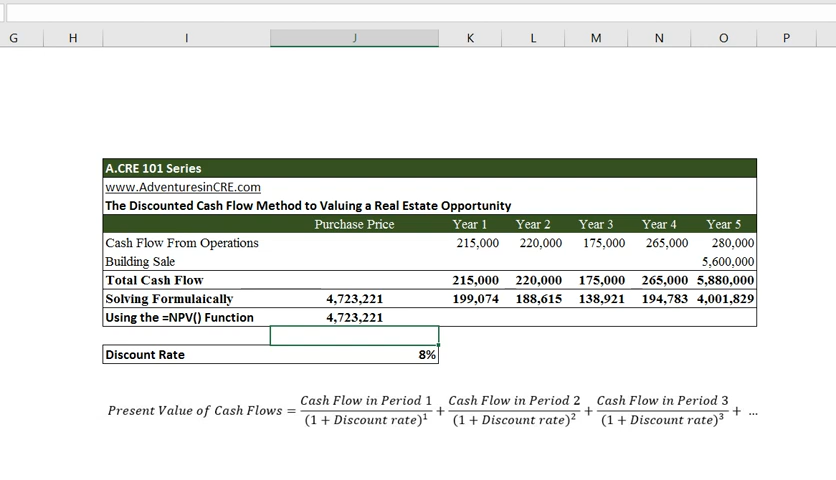 G H I J K L M N O P
A.CRE 101 Series
www.AdventuresinCRE.com
The Discounted Cash Flow Method to Valuing a Real Estate Opportunity
Purchase Price Year 1 Year 2 Year 3 Year 4 Year 5
Cash Flow From Operations 215,000 220,000 175,000 265,000 280,000
Building Sale 5,600,000
Total Cash Flow 215,000 220,000 175,000 265,000 5,880,000
Solving Formulaically 4,723,221 199,074 188,615 138,921 194,783 4,001,829
Using the =NPV() Function 4,723,221
Discount Rate 8%
Present Value of Cash Flows = Cash Flow in Period 1 / (1 + Discount rate)¹ + Cash Flow in Period 2 / (1 + Discount rate)² + Cash Flow in Period 3 / (1 + Discount rate)³ + ...